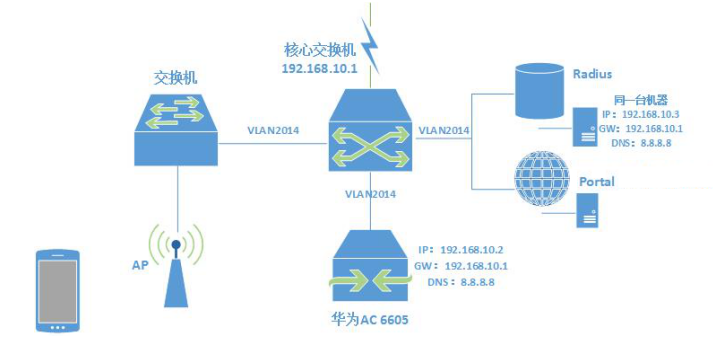 核心交换机
192.168.10.1
交换机
Radius
同一台机器
IP：192.168.10.3
GW：192.168.10.1
DNS：8.8.8.8
VLAN2014
VLAN2014
Portal
VLAN2014
AP
IP：192.168.10.2
GW：192.168.10.1
DNS：8.8.8.8
华为AC 6605